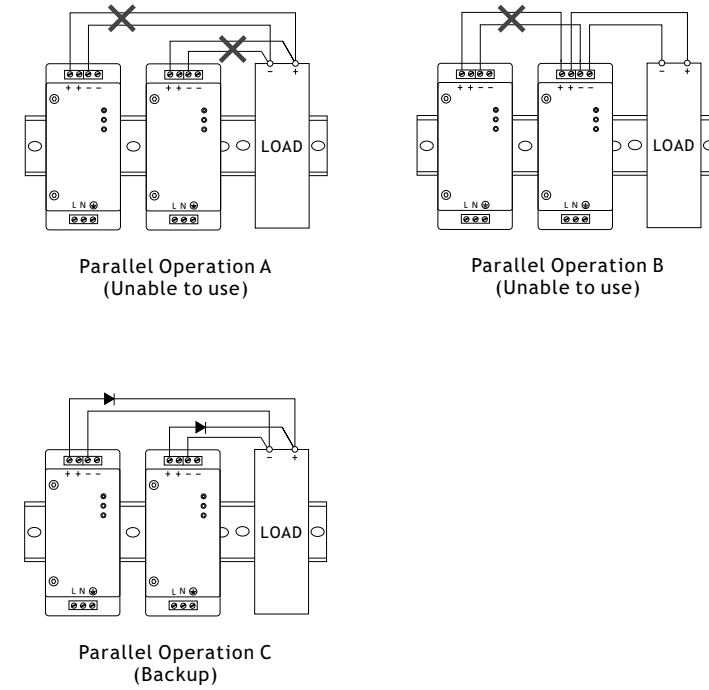 + + − −
+ + − −
− +
LOAD
L N
L N
Parallel Operation A
(Unable to use)
+ + − −
+ + − −
− +
LOAD
L N
L N
Parallel Operation B
(Unable to use)
+ + − −
+ + − −
− +
LOAD
L N
L N
Parallel Operation C
(Backup)